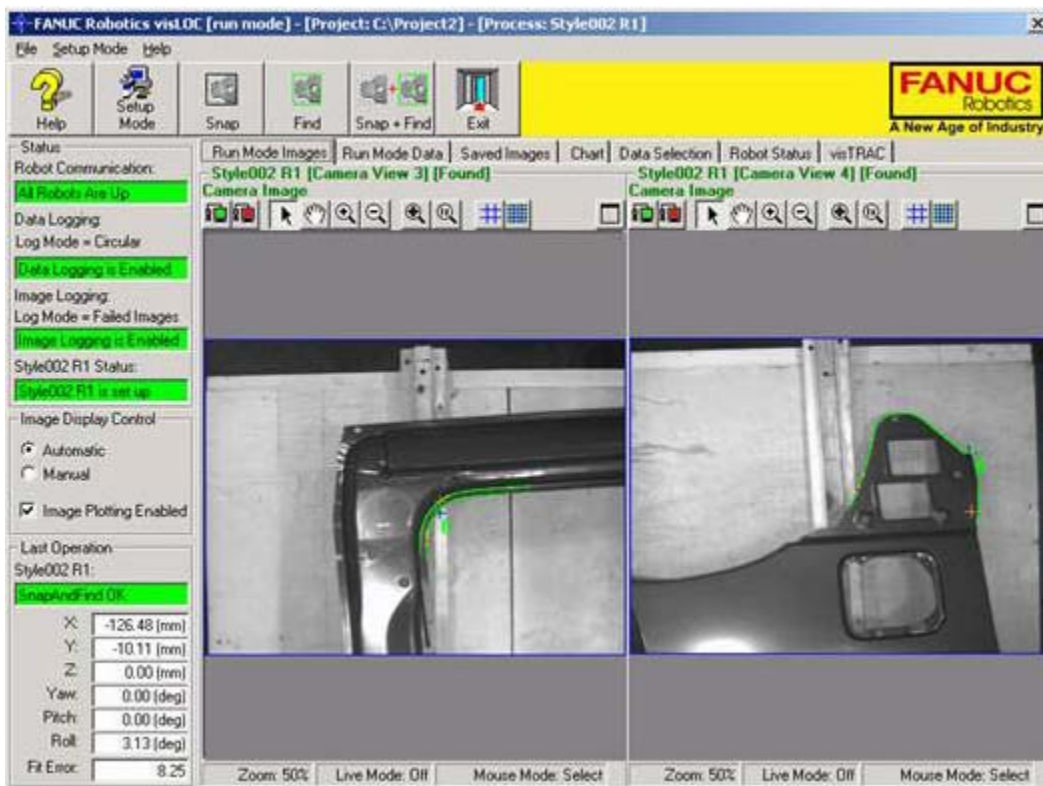 FANUC Robotics visLOC [run mode] - [Project: C:\Project2] - [Process: Style002 R1]
File Setup Mode Help
Help
Setup Mode
Snap
Find
Snap + Find
Exit
FANUC
Robotics
A New Age of Industry
Status
Robot Communication:
All Robots Are Up
Data Logging:
Log Mode = Circular
Data Logging is Enabled
Image Logging:
Log Mode = Failed Images
Image Logging is Enabled
Style002 R1 Status:
Style002 R1 is set up
Image Display Control
Automatic
Manual
Image Plotting Enabled
Last Operation
Style002 R1:
SnapAndFind OK
X: -126.48 (mm)
Y: -10.11 (mm)
Z: 0.00 (mm)
Yaw: 0.00 (deg)
Pitch: 0.00 (deg)
Roll: 3.13 (deg)
Fit Error: 8.25
Run Mode Images Run Mode Data Saved Images Chart Data Selection Robot Status visTRAC
Style002 R1 [Camera View 3] [Found]
Camera Image
Zoom: 50% Live Mode: Off Mouse Mode: Select
Style002 R1 [Camera View 4] [Found]
Camera Image
Zoom: 50% Live Mode: Off Mouse Mode: Select